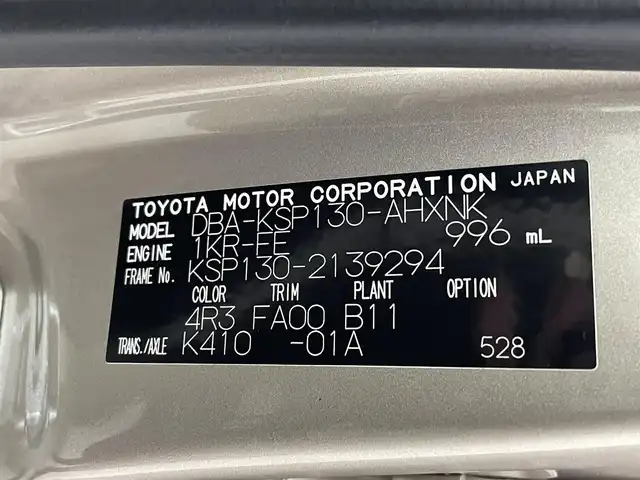 TOYOTA MOTOR CORPORATION JAPAN
MODEL DBA-KSP130-AHXNK
ENGINE 1KR-FE 996 mL
FRAME No. KSP130-2139294
COLOR TRIM PLANT OPTION
4R3 FA00 B11
TRANS./AXLE K410 -01A 528